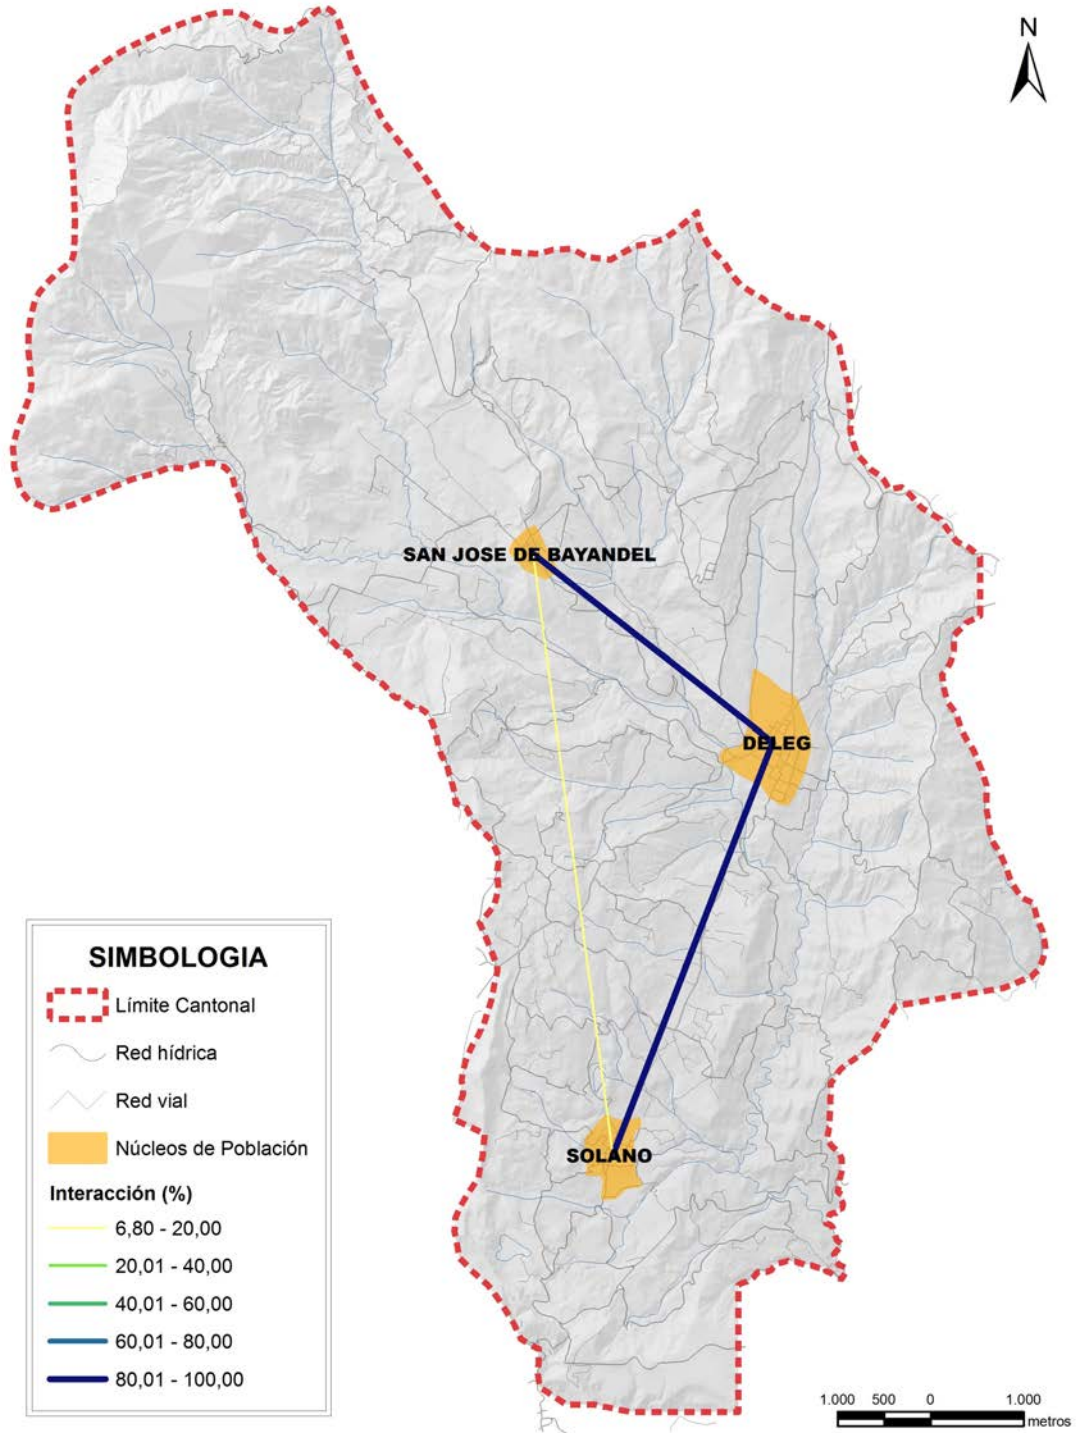 N
SAN JOSE DE BAYANDEL
DELEG
SOLANO
SIMBOLOGIA
Límite Cantonal
Red hídrica
Red vial
Núcleos de Población
Interacción (%)
6,80 - 20,00
20,01 - 40,00
40,01 - 60,00
60,01 - 80,00
80,01 - 100,00
1.000 500 0 1.000
metros